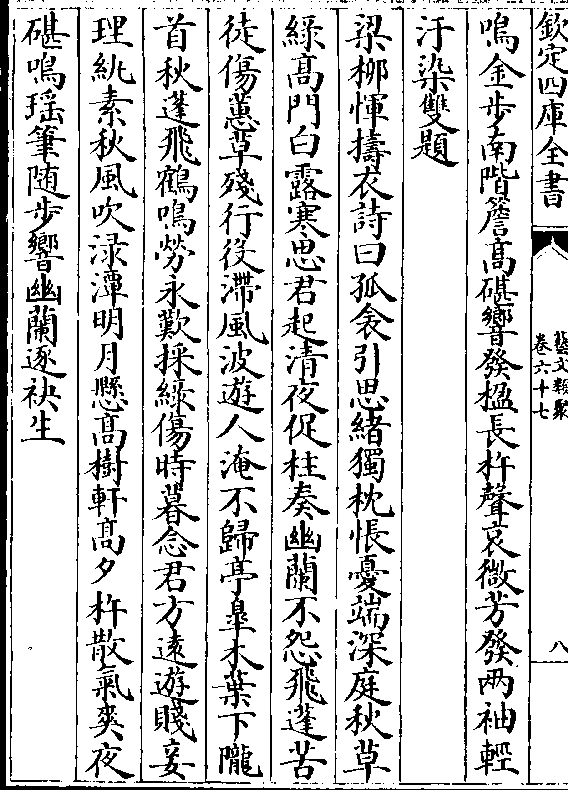 欽定四庫全書
藝文類聚
卷六十七
八
鳴金步南階簷髙碪響發楹長杵聲哀微芳發兩袖輕
汗染雙題
梁柳惲擣衣詩曰孤衾引思緒獨枕悵憂端深庭秋草
緑髙門白露寒思君起清夜促柱奏幽蘭不怨飛蓬苦
徒傷蕙草殘行役滯風波遊人淹不歸亭臯木葉下隴
首秋蓬飛鶴鳴勞永歎採緑傷時暮念君方逺遊賤妾
理紈素秋風吹渌潭明月懸髙樹軒髙夕杵散氣爽夜
碪鳴瑶華随步響幽蘭逐袂生